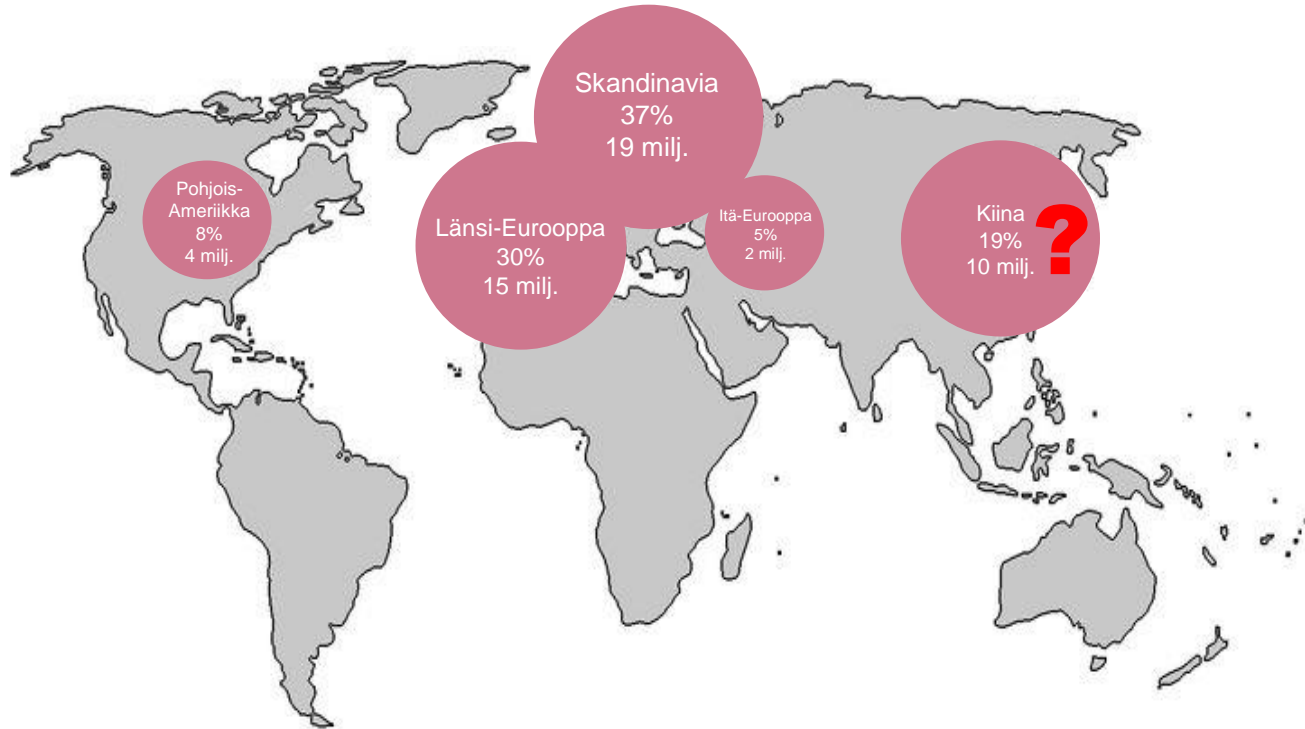 Skandinavia
37%
19 milj.
Pohjois-
Ameriikka
8%
4 milj.
Länsi-Eurooppa
30%
15 milj.
Itä-Eurooppa
5%
2 milj.
Kiina
19%
10 milj.
?